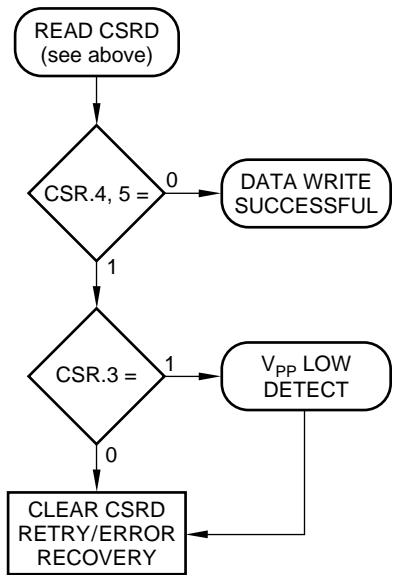 READ CSRD
(see above)
CSR.4, 5 =
0
DATA WRITE
SUCCESSFUL
1
CSR.3 =
1
VPP LOW
DETECT
0
CLEAR CSRD
RETRY/ERROR
RECOVERY